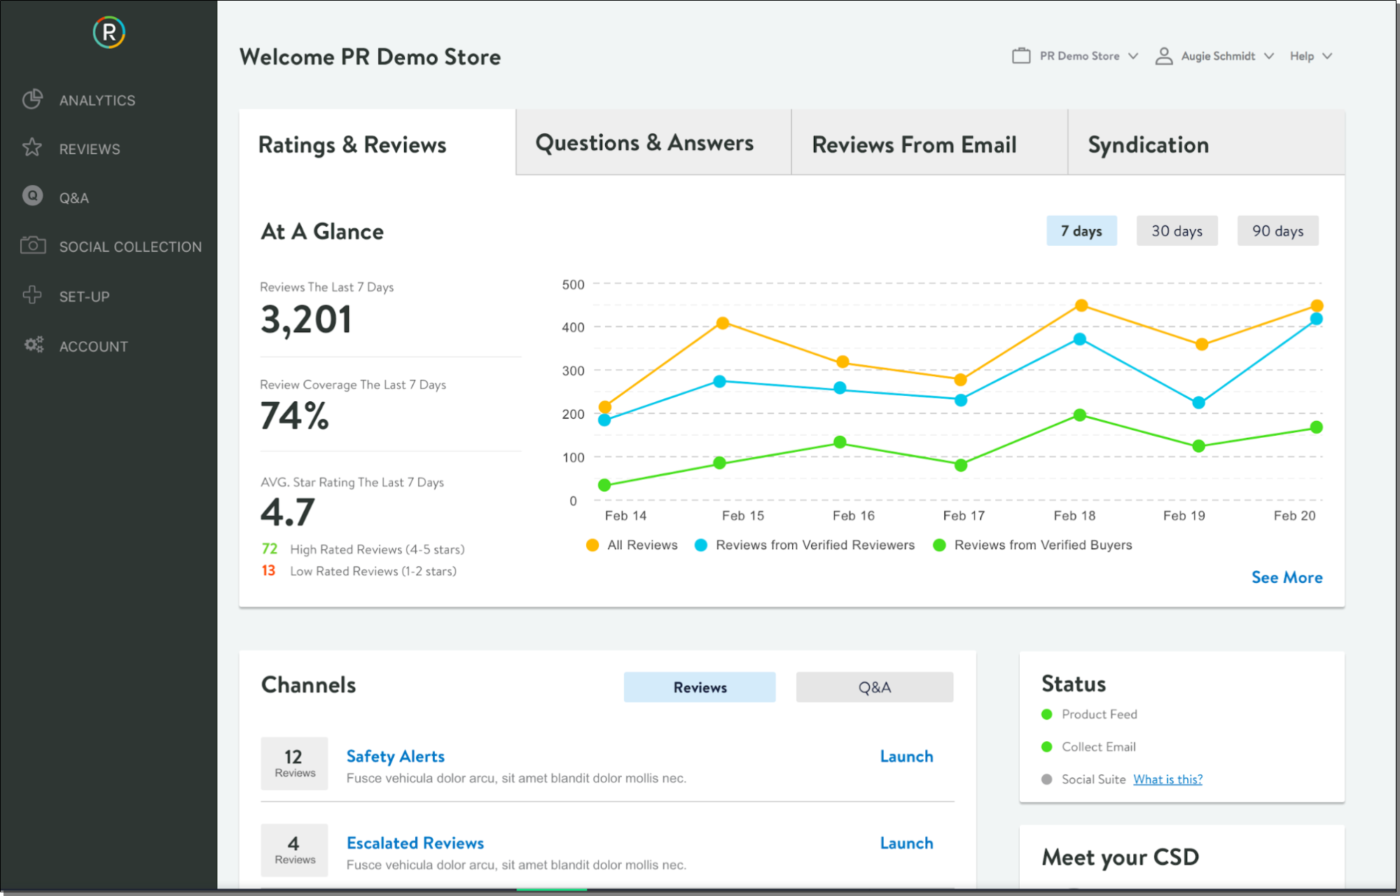 R
ANALYTICS
REVIEWS
Q
Q&A
SOCIAL COLLECTION
SET-UP
ACCOUNT
Welcome PR Demo Store
PR Demo Store
Augie Schmidt
Help
Ratings & Reviews
Questions & Answers
Reviews From Email
Syndication
At A Glance
7 days
30 days
90 days
Reviews The Last 7 Days
3,201
Review Coverage The Last 7 Days
74%
AVG. Star Rating The Last 7 Days
4.7
72 High Rated Reviews (4-5 stars)
13 Low Rated Reviews (1-2 stars)
500
400
300
200
100
0
Feb 14 Feb 15 Feb 16 Feb 17 Feb 18 Feb 19 Feb 20
All Reviews Reviews from Verified Reviewers Reviews from Verified Buyers
See More
Channels
Reviews
Q&A
12
Reviews
Safety Alerts
Fusce vehicula dolor arcu, sit amet blandit dolor mollis nec.
Launch
4
Reviews
Escalated Reviews
Fusce vehicula dolor arcu, sit amet blandit dolor mollis nec.
Launch
Status
Product Feed
Collect Email
Social Suite What is this?
Meet your CSD